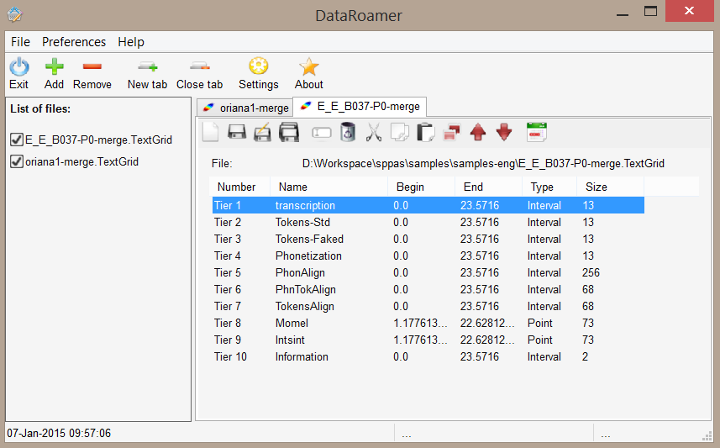 DataRoamer
File Preferences Help
Exit Add Remove New tab Close tab Settings About
List of files:
E_E_B037-P0-merge.TextGrid
oriana1-merge.TextGrid
oriana1-merge E_E_B037-P0-merge
File: D:\Workspace\sppas\samples\samples-eng\E_E_B037-P0-merge.TextGrid
Number Name Begin End Type Size
Tier 1 transcription 0.0 23.5716 Interval 13
Tier 2 Tokens-Std 0.0 23.5716 Interval 13
Tier 3 Tokens-Faked 0.0 23.5716 Interval 13
Tier 4 Phonetization 0.0 23.5716 Interval 13
Tier 5 PhonAlign 0.0 23.5716 Interval 256
Tier 6 PhnTokAlign 0.0 23.5716 Interval 68
Tier 7 TokensAlign 0.0 23.5716 Interval 68
Tier 8 Momel 1.177613... 22.62812... Point 73
Tier 9 Intsint 1.177613... 22.62812... Point 73
Tier 10 Information 0.0 23.5716 Interval 2
07-Jan-2015 09:57:06 ... ...